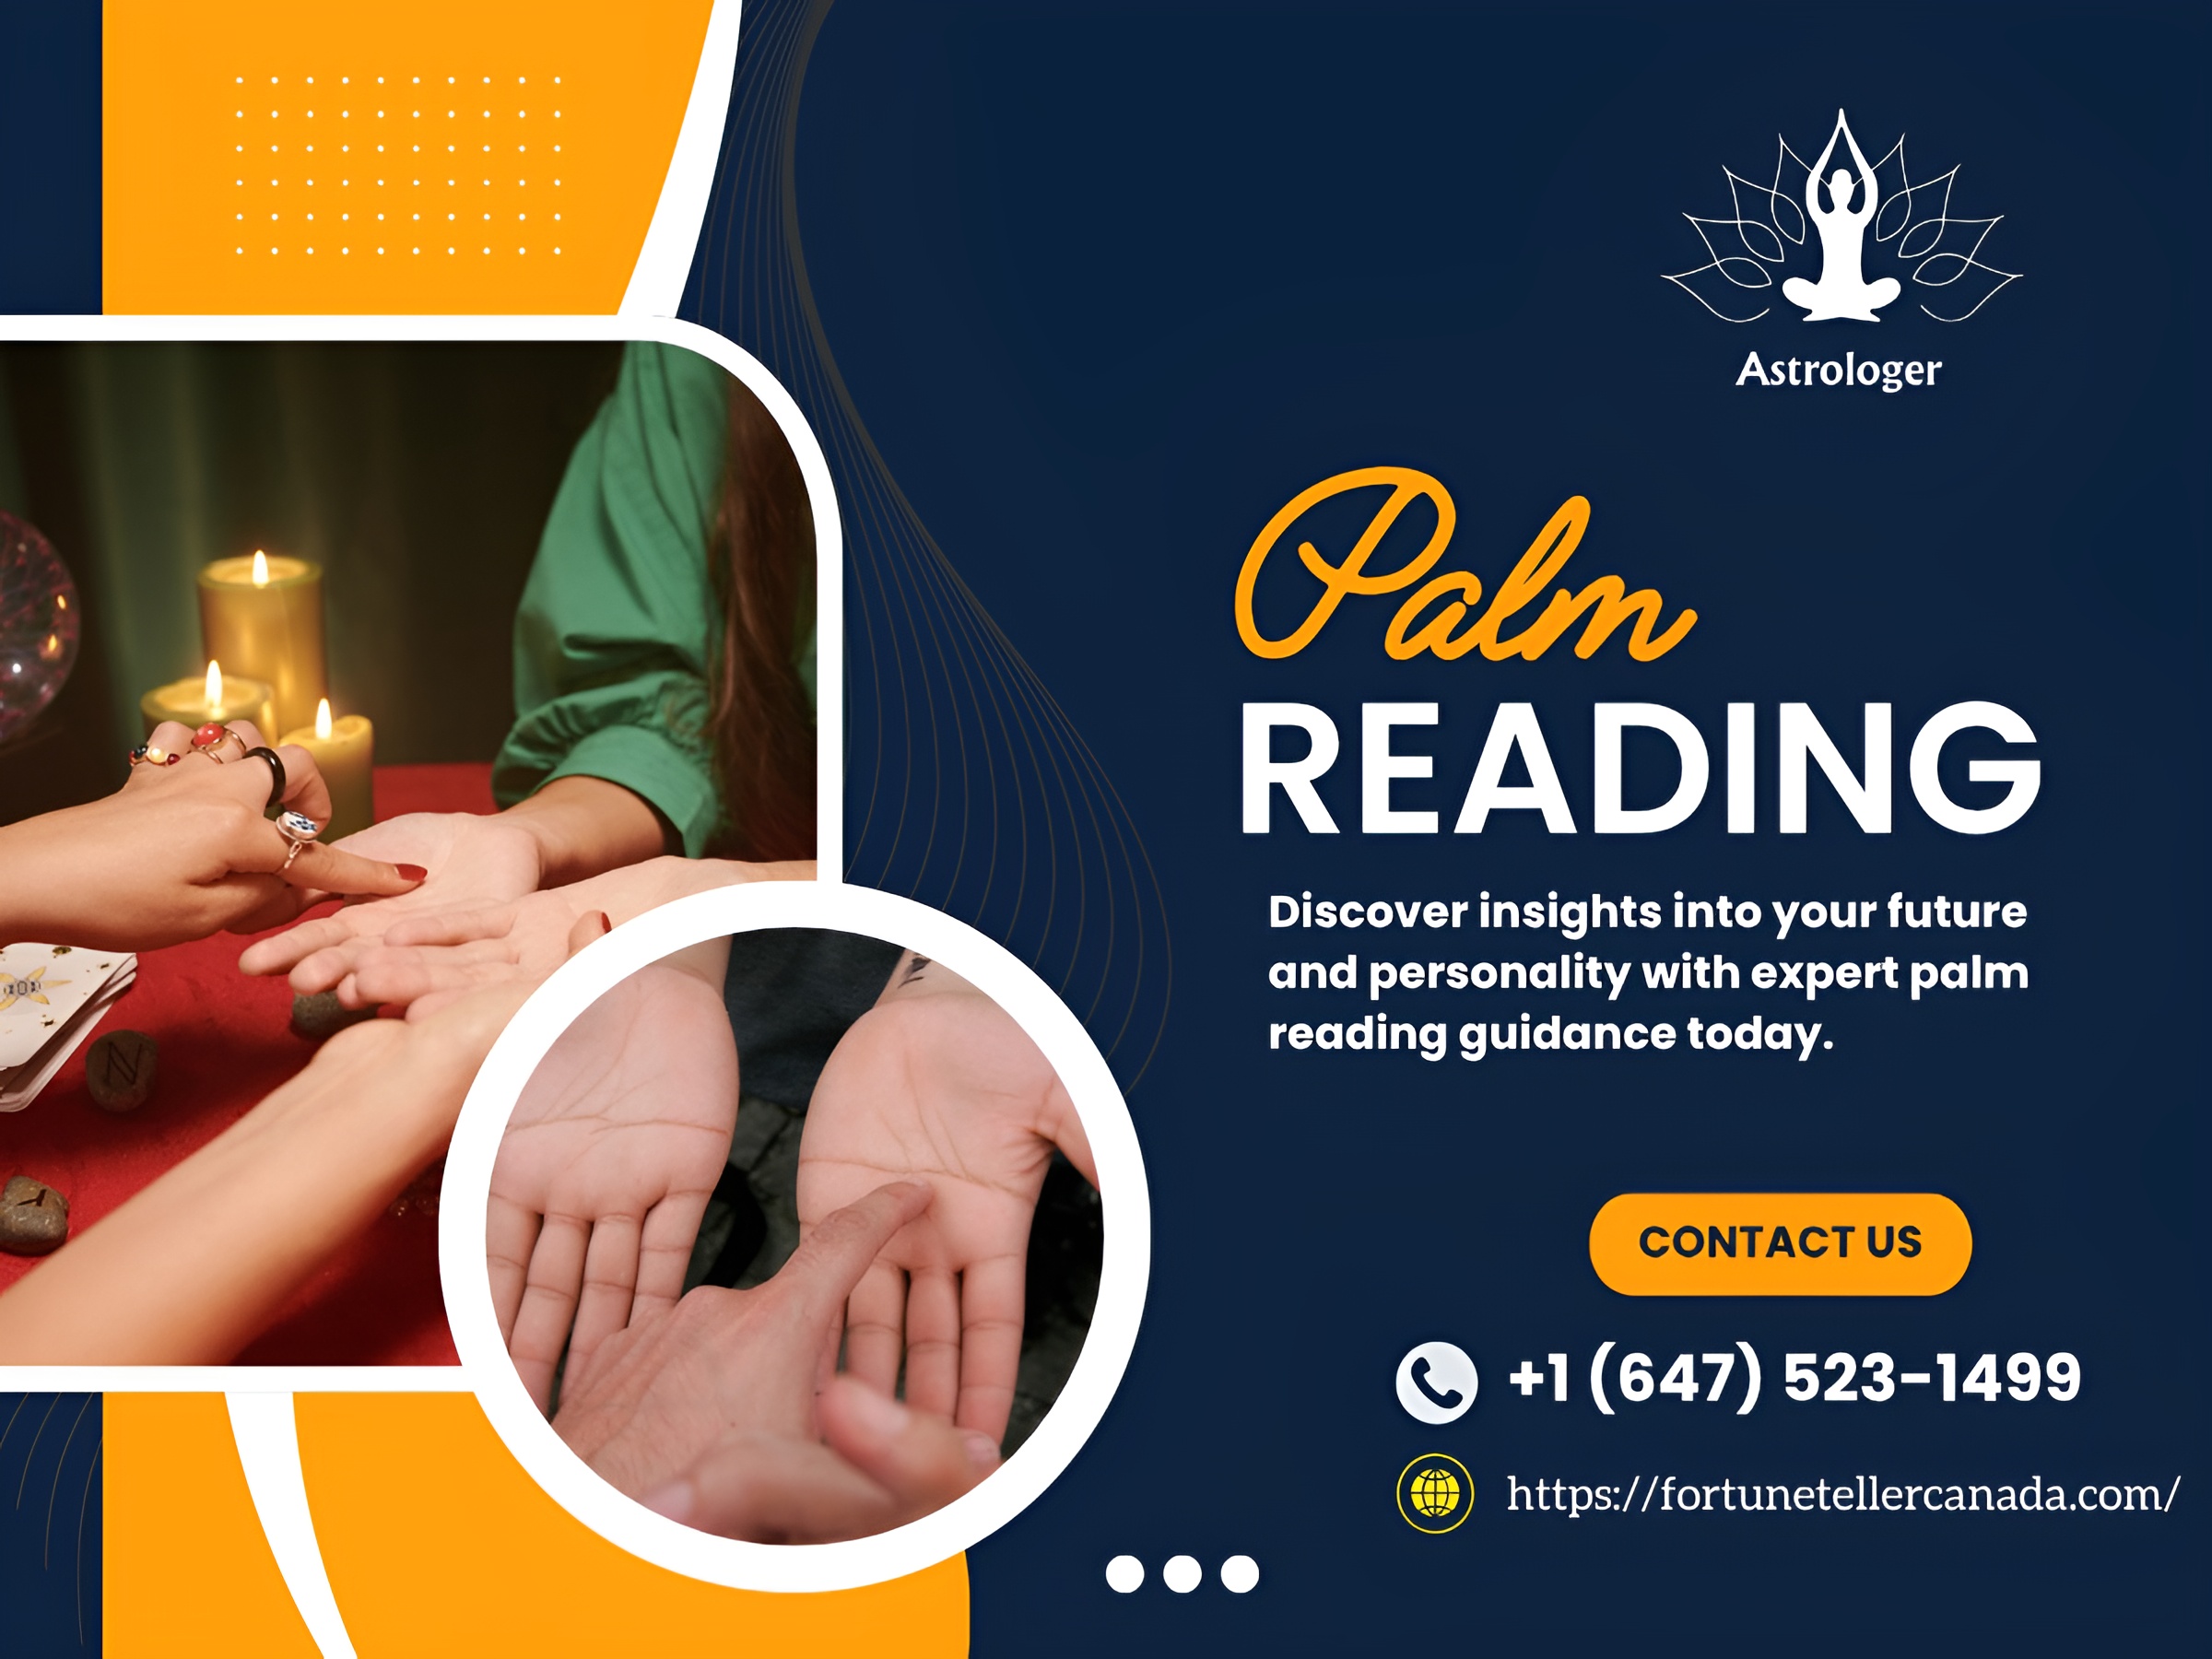 Astrologer
Palm
READING
Discover insights into your future
and personality with expert palm
reading guidance today.
CONTACT US
+1 (647) 523-1499
https://fortunetellercanada.com/